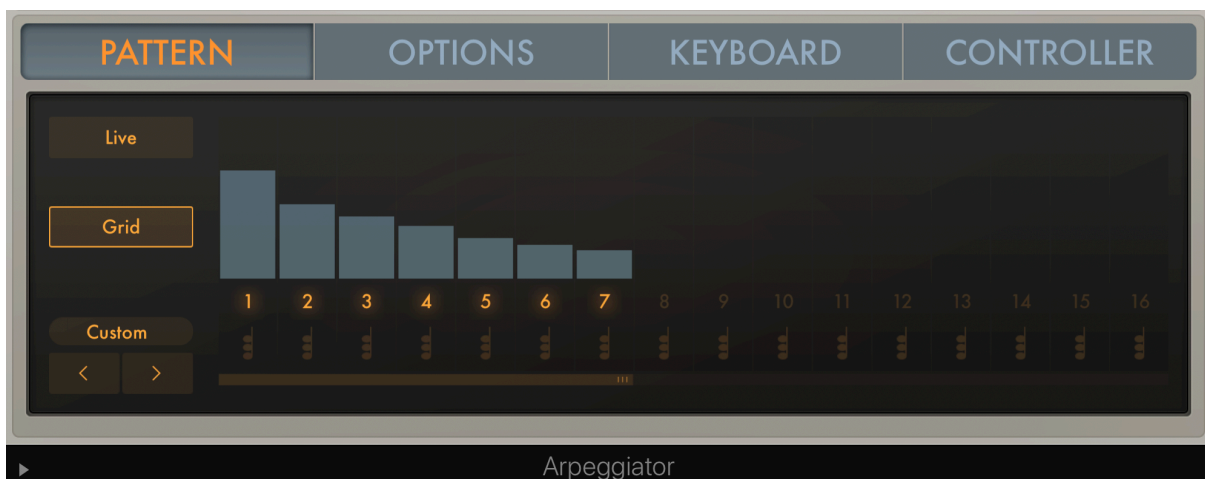 PATTERN OPTIONS KEYBOARD CONTROLLER
Live
Grid
1 2 3 4 5 6 7 8 9 10 11 12 13 14 15 16
Custom
< >
Arpeggiator